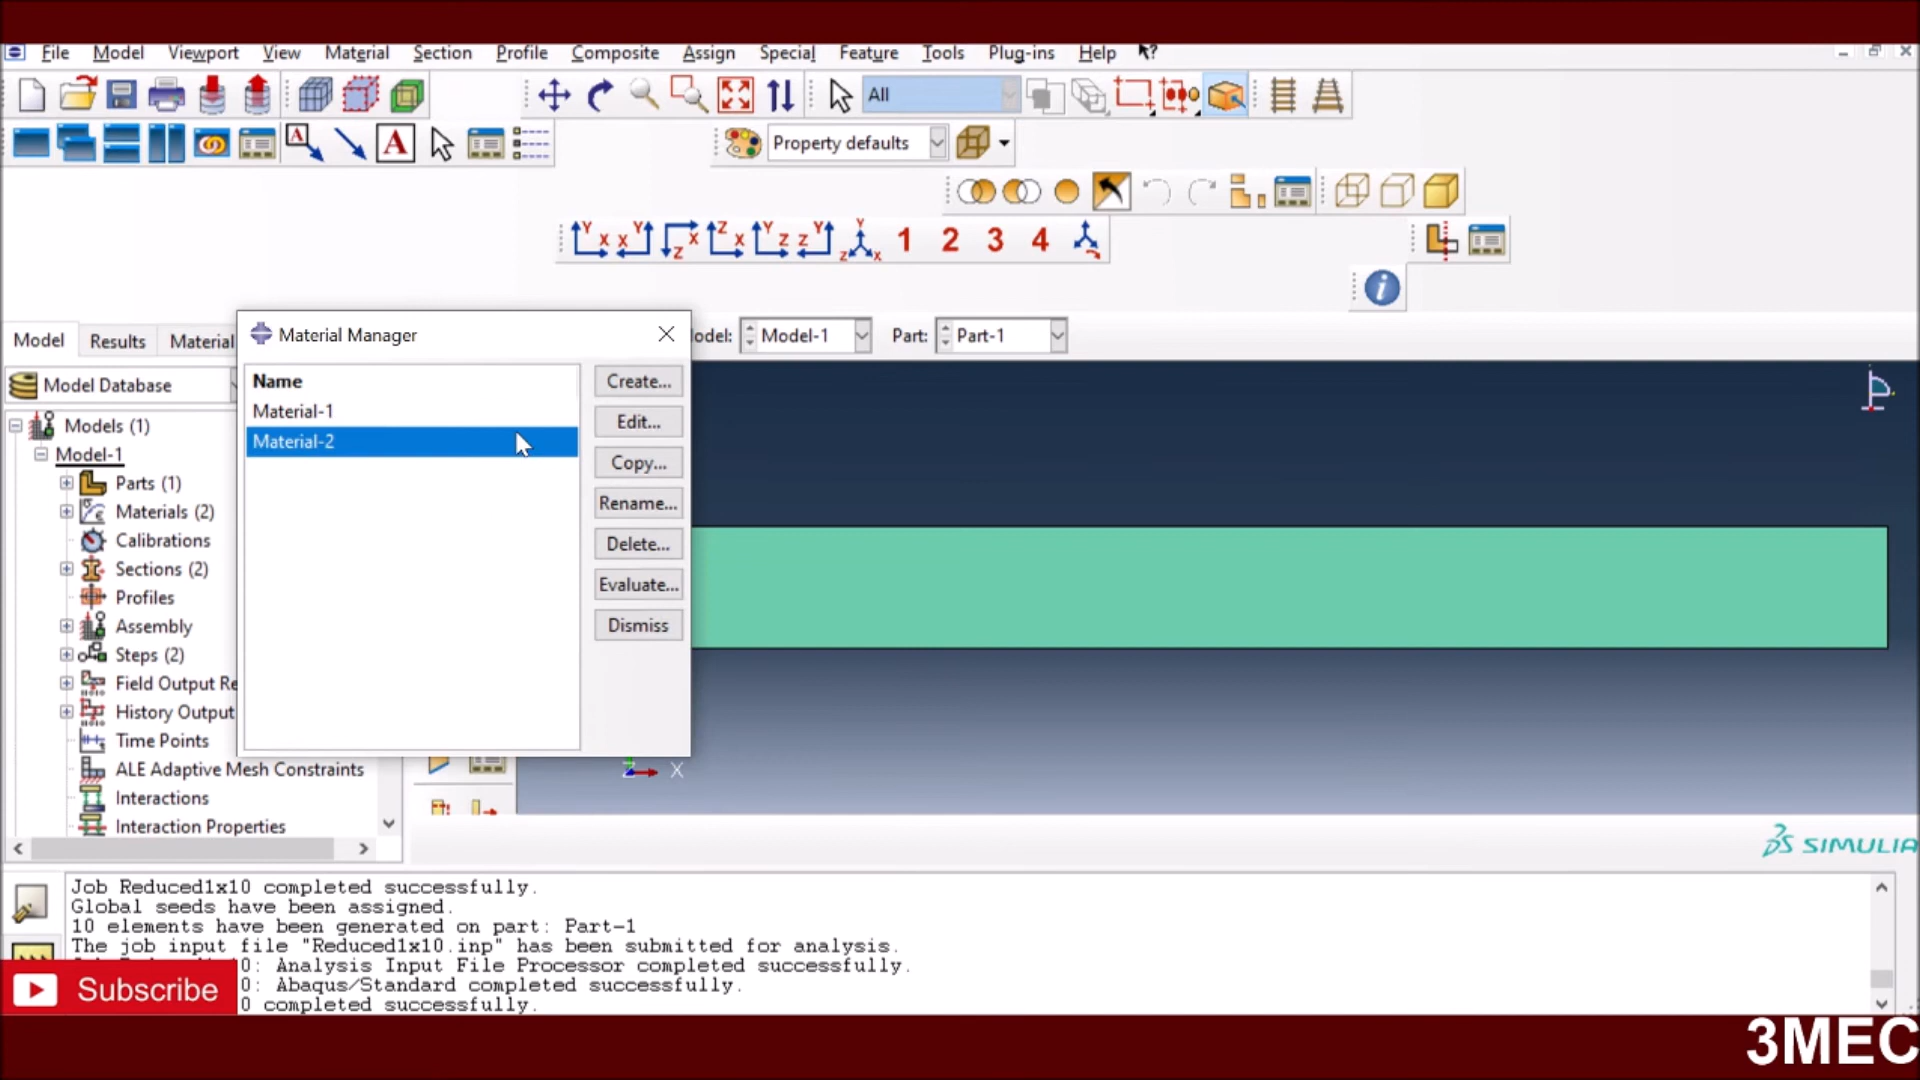 File Model Viewport View Material Section Profile Composite Assign Special Feature Tools Plug-ins Help
All
A A
Property defaults
Y X X Y Z X Z X Y Z Z Y Y Z X 1 2 3 4
i
Model Results Material
Material Manager
Model: Model-1 Part: Part-1
Model Database
Name
Material-1
Material-2
Create...
Edit...
Copy...
Rename...
Delete...
Evaluate...
Dismiss
Models (1)
Model-1
Parts (1)
Materials (2)
Calibrations
Sections (2)
Profiles
Assembly
Steps (2)
Field Output Re
History Output
Time Points
ALE Adaptive Mesh Constraints
Interactions
Interaction Properties
Z X
SIMULIA
Job Reduced1x10 completed successfully.
Global seeds have been assigned.
10 elements have been generated on part: Part-1
The job input file "Reduced1x10.inp" has been submitted for analysis.
0: Analysis Input File Processor completed successfully.
0: Abaqus/Standard completed successfully.
0 completed successfully.
Subscribe
3MEC